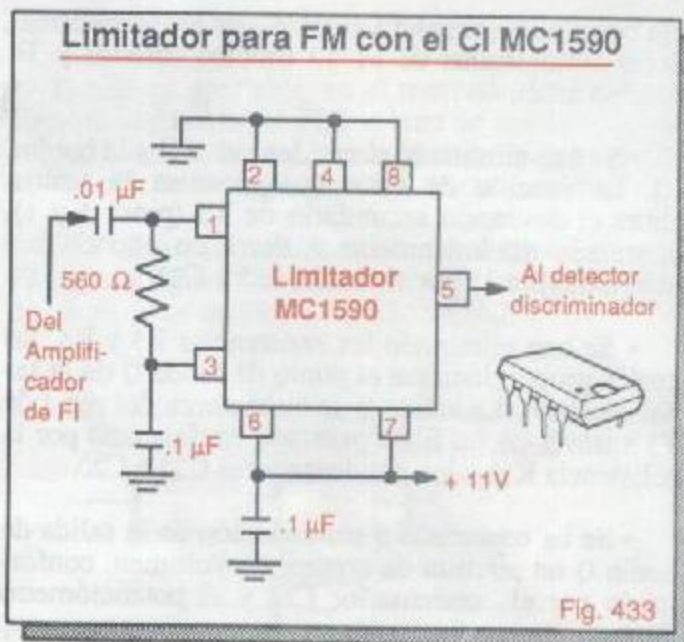 Limitador para FM con el CI MC1590
2 4 8
.01 µF
1
560 Ω
Limitador
MC1590
5
Al detector
discriminador
Del
Amplifi-
cador
de FI
3
6
7
.1 µF
+ 11V
.1 µF
Fig. 433